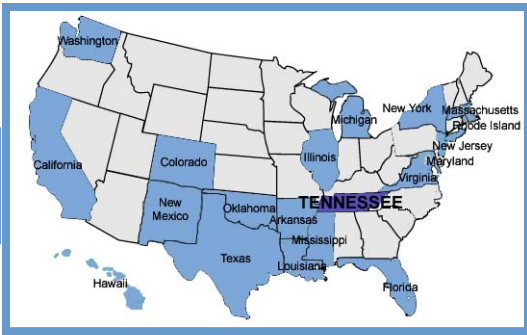 Washington
New York
Massachusetts
Michigan
Rhode Island
New Jersey
Illinois
Maryland
California
Colorado
Virginia
TENNESSEE
New
Mexico
Oklahoma
Arkansas
Mississippi
Texas
Louisiana
Hawaii
Florida